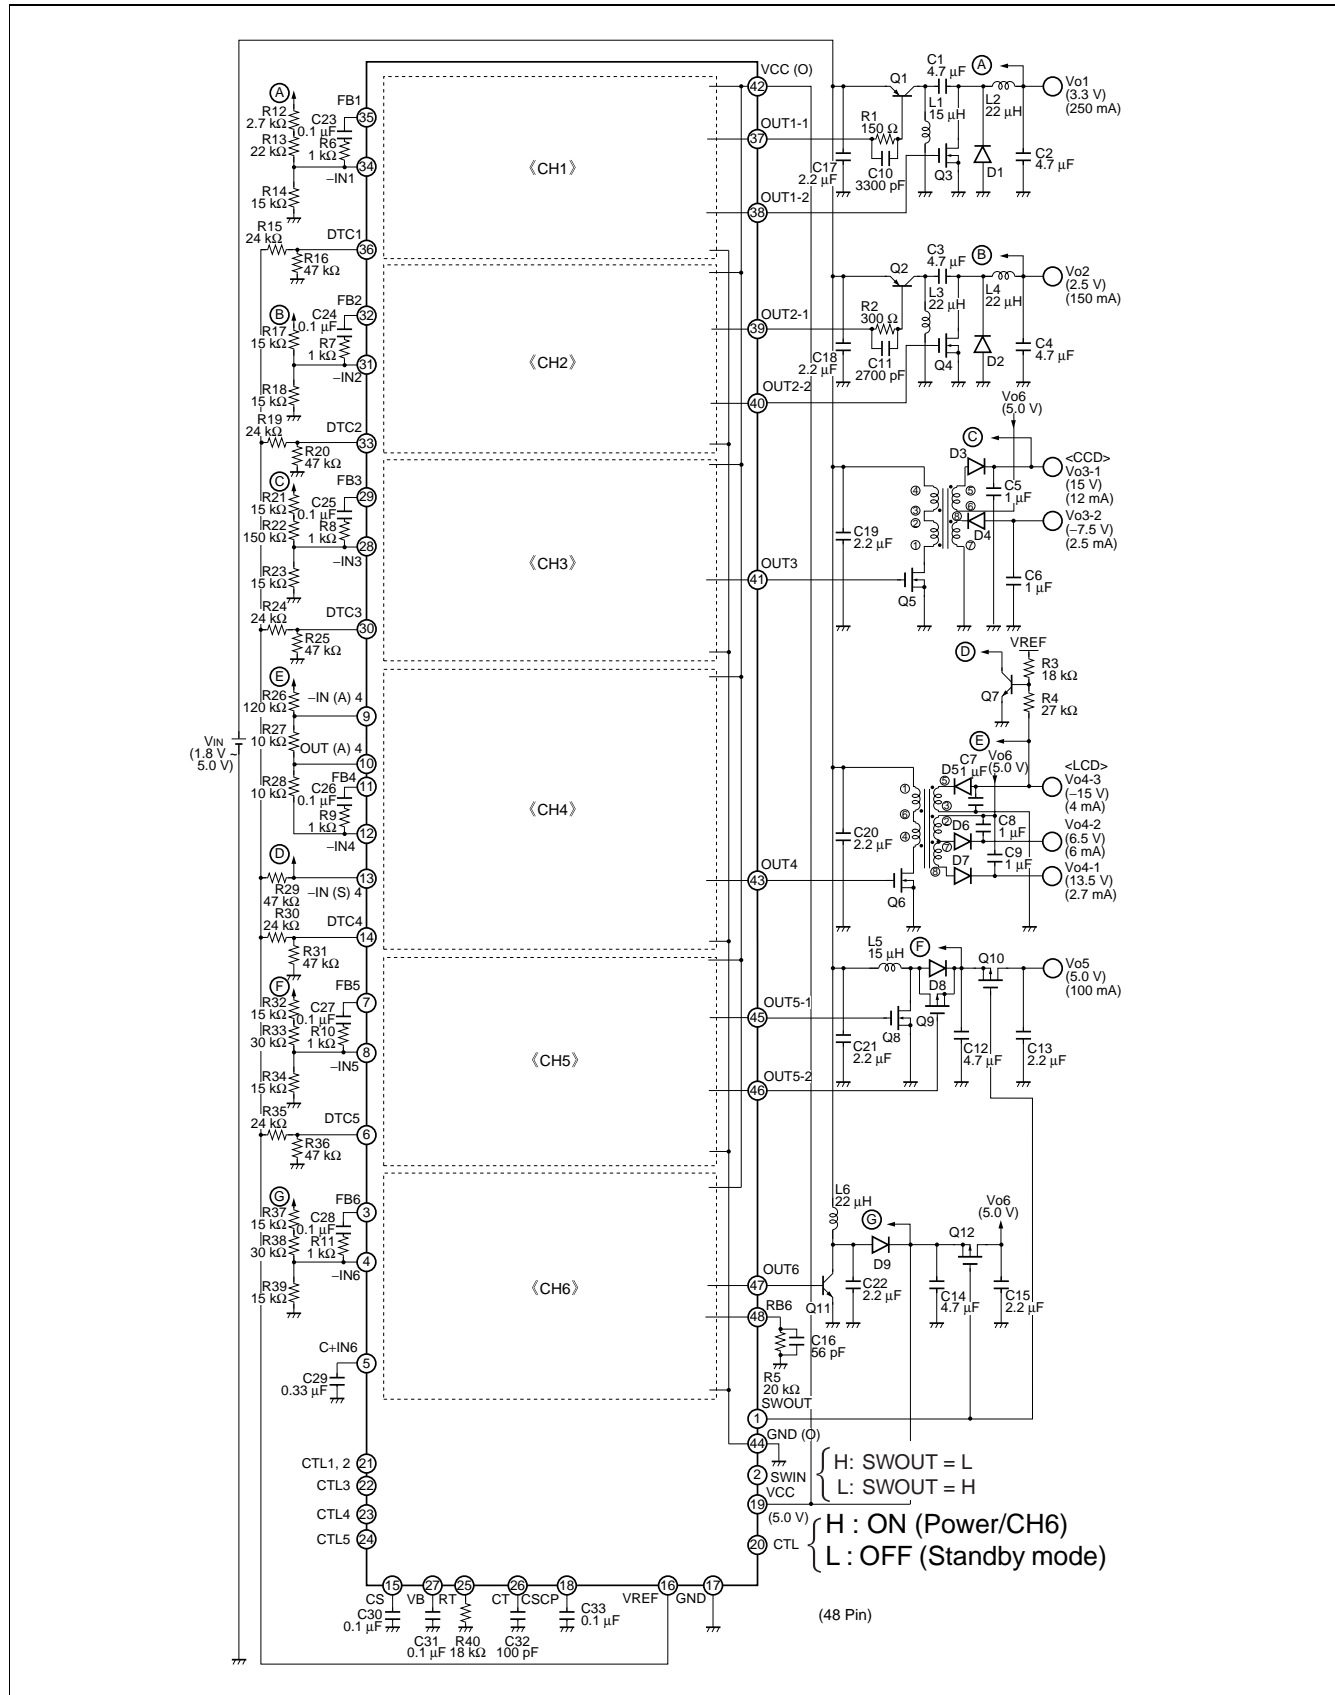 A
R12
2.7 kΩ
R13
22 kΩ
C23
0.1 µF
R6
1 kΩ
FB1
35
34
–IN1
R14
15 kΩ
R15
24 kΩ
DTC1
36
R16
47 kΩ
《CH1》
B
R17
15 kΩ
C24
0.1 µF
R7
1 kΩ
FB2
32
31
–IN2
R18
15 kΩ
R19
24 kΩ
DTC2
33
R20
47 kΩ
《CH2》
C
R21
15 kΩ
R22
150 kΩ
C25
0.1 µF
R8
1 kΩ
FB3
29
28
–IN3
R23
15 kΩ
R24
24 kΩ
DTC3
30
R25
47 kΩ
《CH3》
E
R26
120 kΩ
–IN (A) 4
9
R27
10 kΩ
OUT (A) 4
10
R28
10 kΩ
FB4
11
C26
0.1 µF
R9
1 kΩ
12
–IN4
D
13
R29
47 kΩ
–IN (S) 4
R30
24 kΩ
DTC4
14
R31
47 kΩ
《CH4》
VIN
(1.8 V ~
5.0 V)
F
R32
15 kΩ
R33
30 kΩ
C27
0.1 µF
R10
1 kΩ
FB5
7
8
–IN5
R34
15 kΩ
R35
24 kΩ
DTC5
6
R36
47 kΩ
《CH5》
G
R37
15 kΩ
R38
30 kΩ
C28
0.1 µF
R11
1 kΩ
FB6
3
4
–IN6
R39
15 kΩ
C+IN6
5
C29
0.33 µF
《CH6》
CTL1, 2
21
CTL3
22
CTL4
23
CTL5
24
VCC (O)
42
OUT1-1
37
OUT1-2
38
C17
2.2 µF
R1
150 Ω
C10
3300 pF
Q1
C1
4.7 µF
L1
15 µH
Q3
A
L2
22 µH
D1
C2
4.7 µF
Vo1
(3.3 V)
(250 mA)
OUT2-1
39
OUT2-2
40
C18
2.2 µF
R2
300 Ω
C11
2700 pF
Q2
C3
4.7 µF
L3
22 µH
Q4
B
L4
22 µH
D2
C4
4.7 µF
Vo2
(2.5 V)
(150 mA)
Vo6
(5.0 V)
C
D3
<CCD>
Vo3-1
(15 V)
(12 mA)
C5
1 µF
Vo3-2
(–7.5 V)
(2.5 mA)
D4
C6
1 µF
4
3
2
1
5
6
8
7
C19
2.2 µF
OUT3
41
Q5
D
VREF
R3
18 kΩ
Q7
R4
27 kΩ
E
C7
1 µF
Vo6
(5.0 V)
D5
<LCD>
Vo4-3
(–15 V)
(4 mA)
D6
C8
1 µF
Vo4-2
(6.5 V)
(6 mA)
D7
C9
1 µF
Vo4-1
(13.5 V)
(2.7 mA)
1
6
4
5
3
2
7
8
C20
2.2 µF
OUT4
43
Q6
L5
15 µH
F
D8
Q10
Vo5
(5.0 V)
(100 mA)
OUT5-1
45
Q8
Q9
C21
2.2 µF
C12
4.7 µF
C13
2.2 µF
OUT5-2
46
L6
22 µH
G
D9
Q12
Vo6
(5.0 V)
OUT6
47
Q11
C22
2.2 µF
C14
4.7 µF
C15
2.2 µF
RB6
48
C16
56 pF
R5
20 kΩ
SWOUT
1
GND (O)
44
2
SWIN
H: SWOUT = L
L: SWOUT = H
VCC
19
(5.0 V)
20
CTL
H : ON (Power/CH6)
L : OFF (Standby mode)
15
27
25
26
18
16
17
CS
VB
RT
CT
CSCP
VREF
GND
C30
0.1 µF
C31
0.1 µF
R40
18 kΩ
C32
100 pF
C33
0.1 µF
(48 Pin)